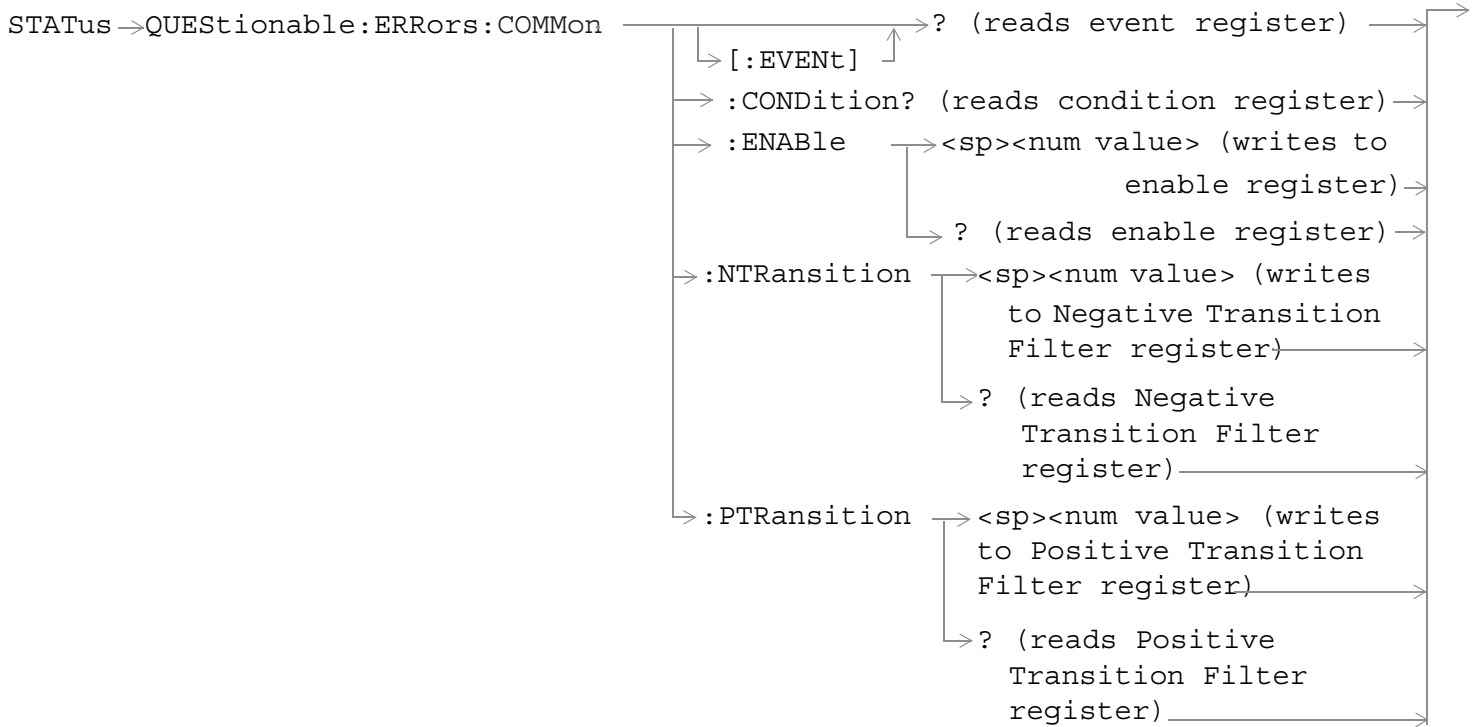 STATus QUEStionable:ERRors:COMMon ? (reads event register)
[:EVENt]
:CONDition? (reads condition register)
:ENABle <sp><num value> (writes to
enable register)
? (reads enable register)
:NTRansition <sp><num value> (writes
to Negative Transition
Filter register)
? (reads Negative
Transition Filter
register)
:PTRansition <sp><num value> (writes
to Positive Transition
Filter register)
? (reads Positive
Transition Filter
register)